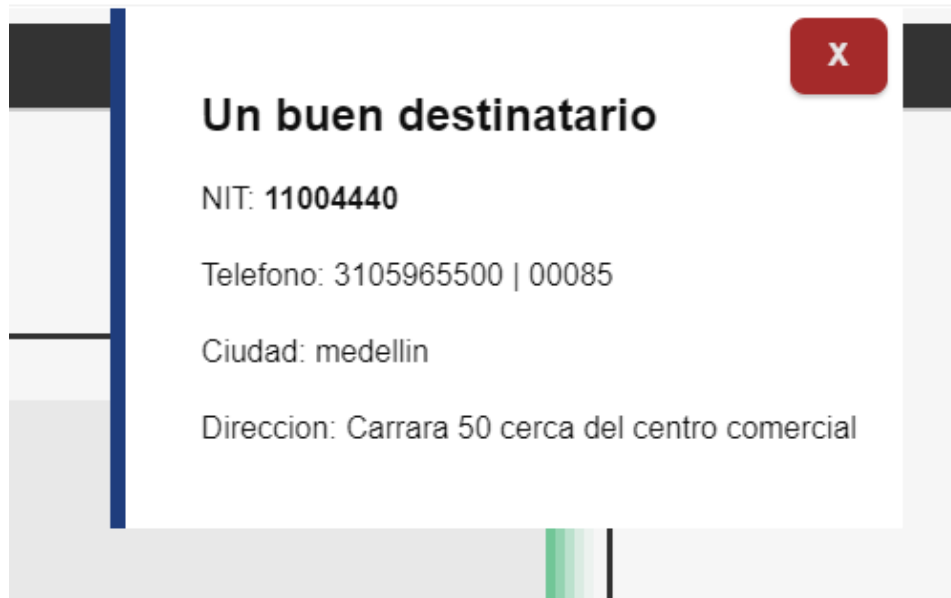 X
Un buen destinatario
NIT: 11004440
Telefono: 3105965500 | 00085
Ciudad: medellin
Direccion: Carrara 50 cerca del centro comercial